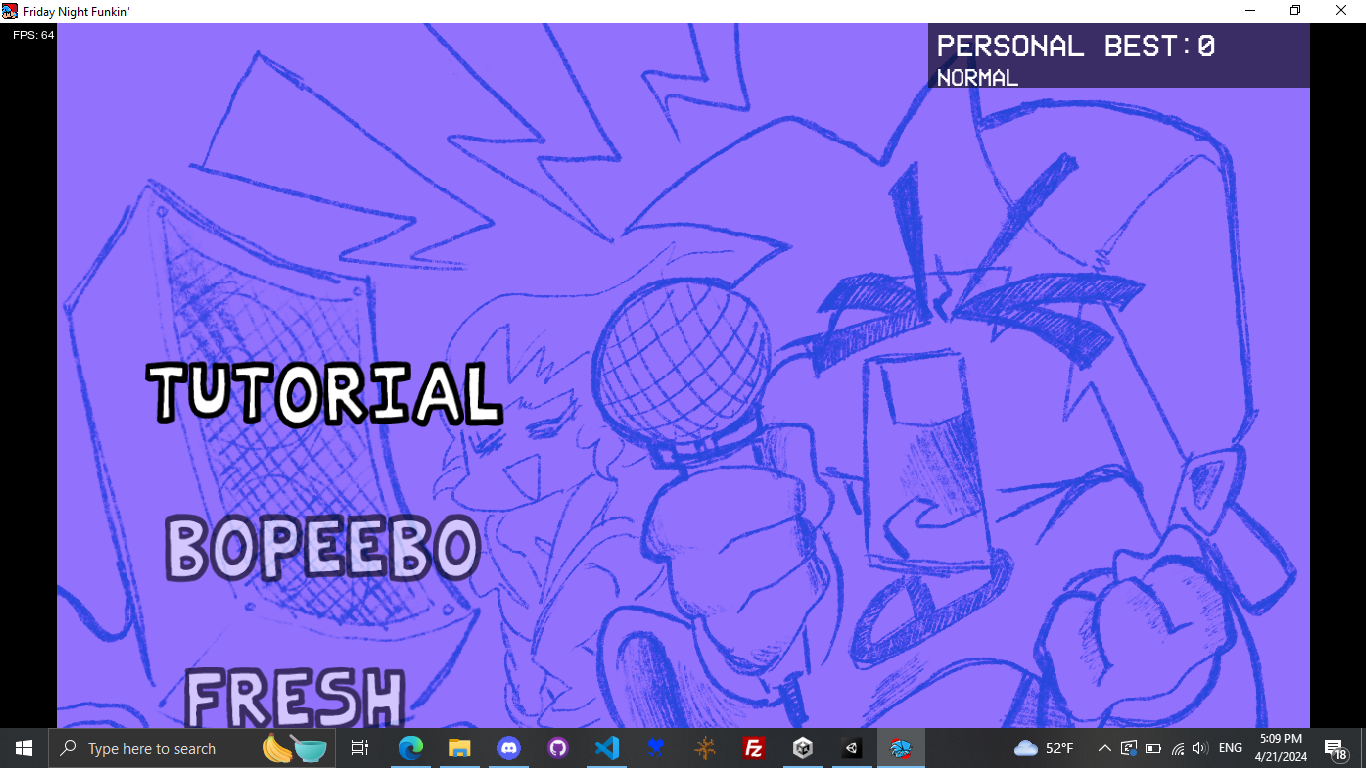 Friday Night Funkin'
FPS: 64
PERSONAL BEST:0
NORMAL
TUTORIAL
BOPEEBO
FRESH
Type here to search
52°F
ENG
5:09 PM
4/21/2024
18